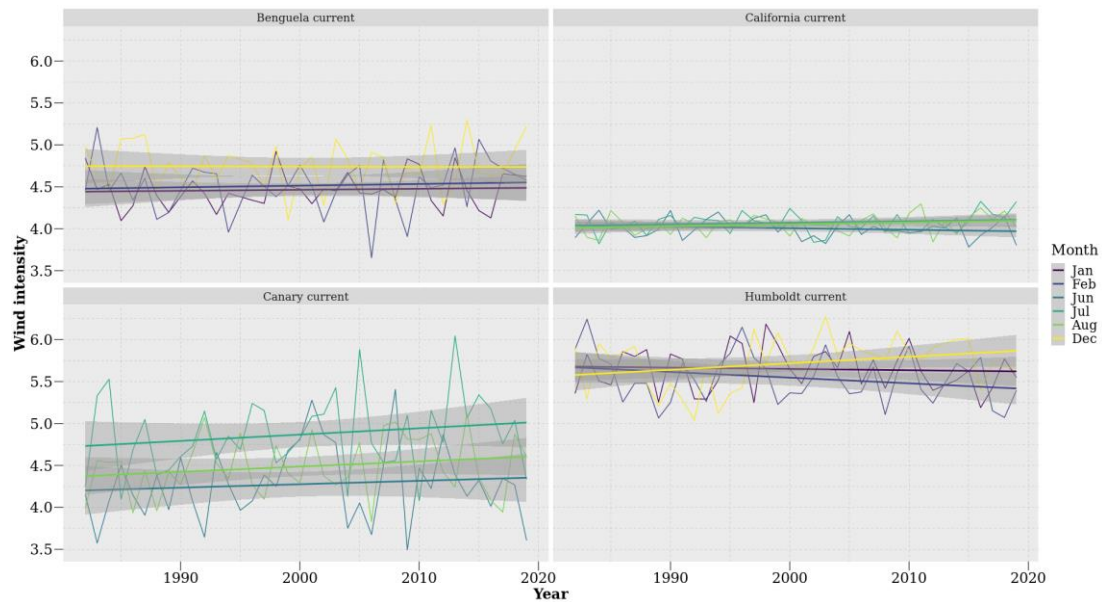 Benguela current
California current
6.0
5.5
5.0
4.5
4.0
3.5
Canary current
Humboldt current
6.0
5.5
5.0
4.5
4.0
3.5
1990
2000
2010
2020
1990
2000
2010
2020
Year
Wind intensity
Month
Jan
Feb
Jun
Jul
Aug
Dec